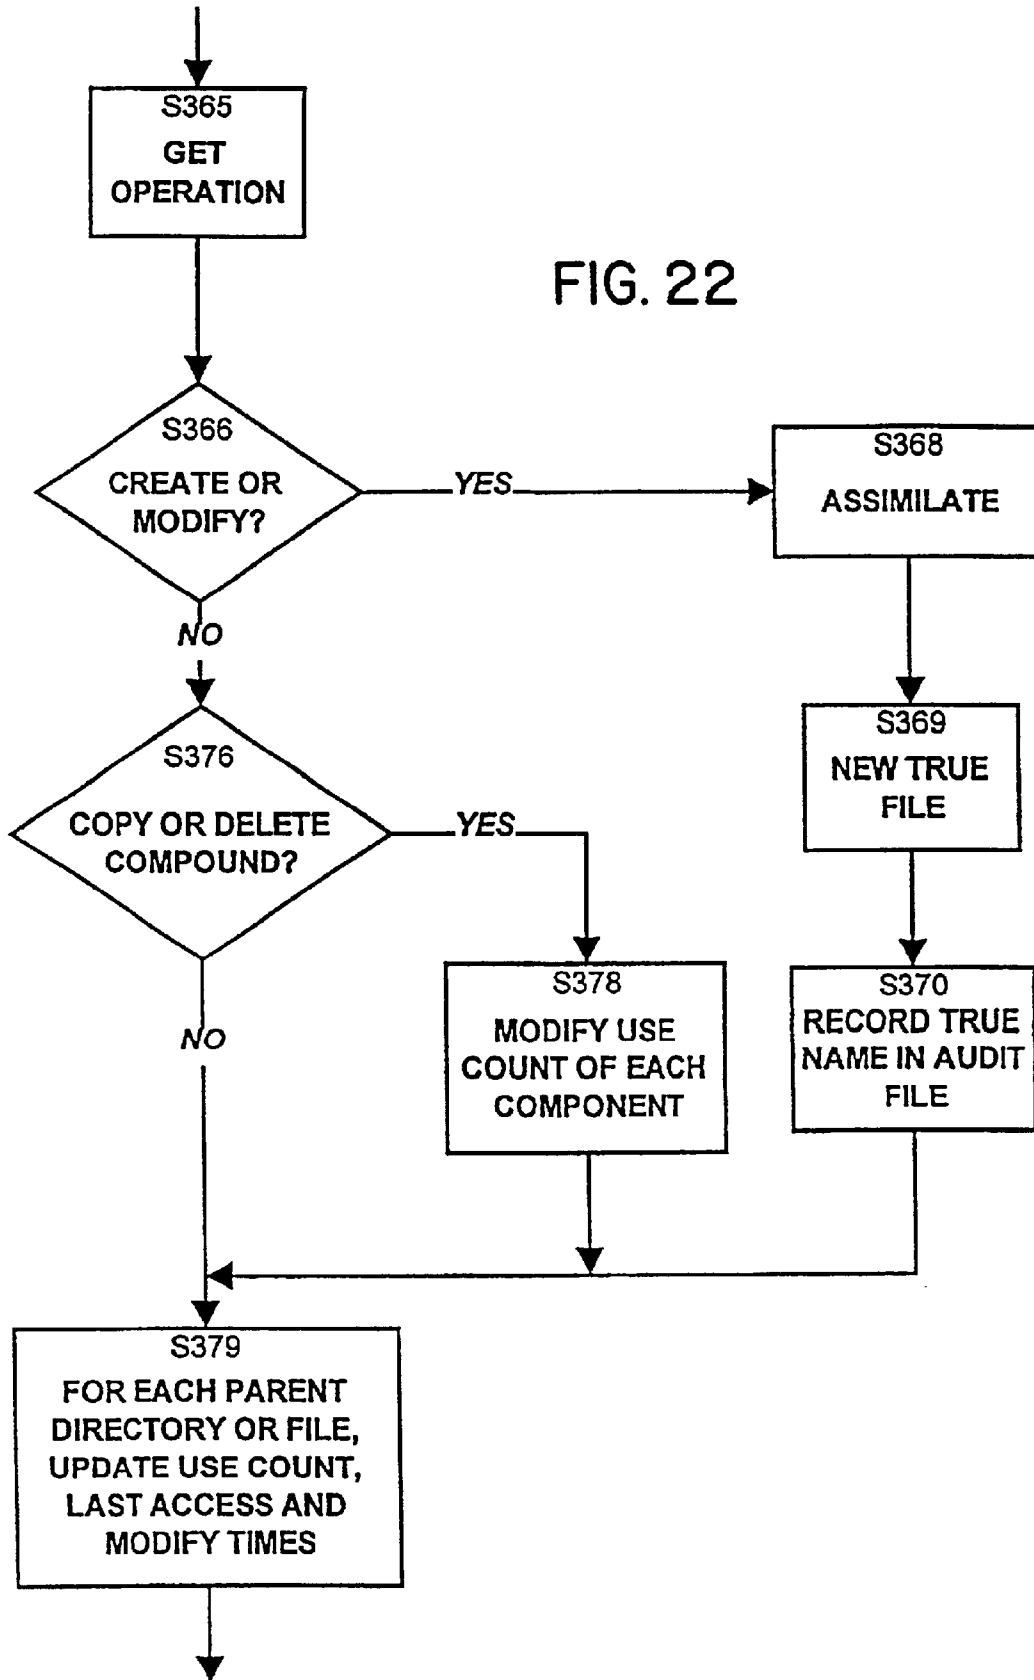 S365
GET
OPERATION
FIG. 22
S366
CREATE OR
MODIFY?
YES
S368
ASSIMILATE
NO
S369
NEW TRUE
FILE
S376
COPY OR DELETE
COMPOUND?
YES
S370
RECORD TRUE
NAME IN AUDIT
FILE
S378
MODIFY USE
COUNT OF EACH
COMPONENT
NO
S379
FOR EACH PARENT
DIRECTORY OR FILE,
UPDATE USE COUNT,
LAST ACCESS AND
MODIFY TIMES